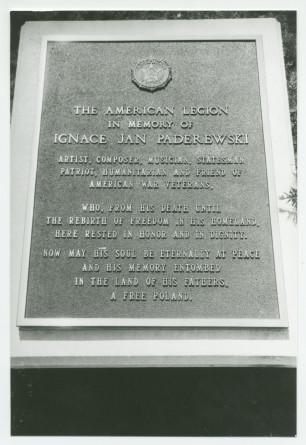 THE AMERICAN LEGION
IN MEMORY OF
IGNACE JAN PADEREWSKI
ARTIST, COMPOSER, MUSICIAN, STATESMAN
PATRIOT, HUMANITARIAN AND FRIEND OF
AMERICAN WAR VETERANS.
WHO, FROM HIS DEATH UNTIL
THE REBIRTH OF FREEDOM IN HIS HOMELAND,
HERE RESTED IN HONOR AND IN DIGNITY.
NOW MAY HIS SOUL BE ETERNALLY AT PEACE
AND HIS MEMORY ENTOMBED
IN THE LAND OF HIS FATHERS,
A FREE POLAND.